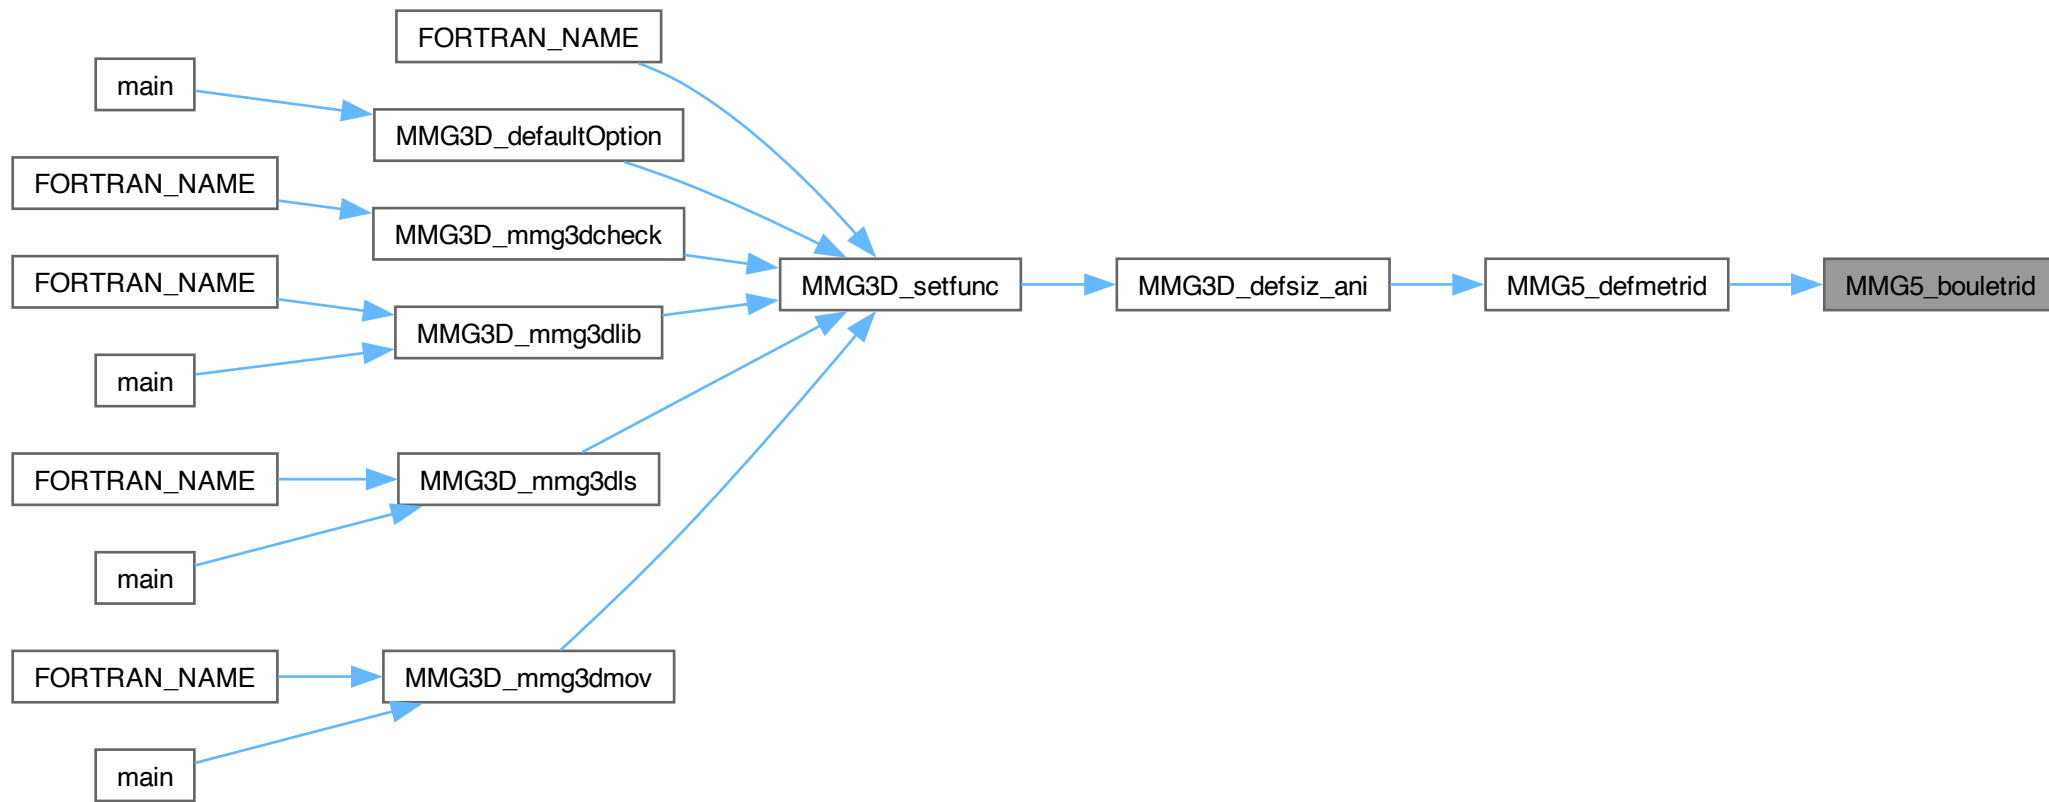 FORTRAN_NAME
main
MMG3D_defaultOption
FORTRAN_NAME
MMG3D_mmg3dcheck
FORTRAN_NAME
MMG3D_setfunc
MMG3D_defsiz_ani
MMG5_defmetrid
MMG5_bouletrid
MMG3D_mmg3dlib
main
FORTRAN_NAME
MMG3D_mmg3dls
main
FORTRAN_NAME
MMG3D_mmg3dmov
main